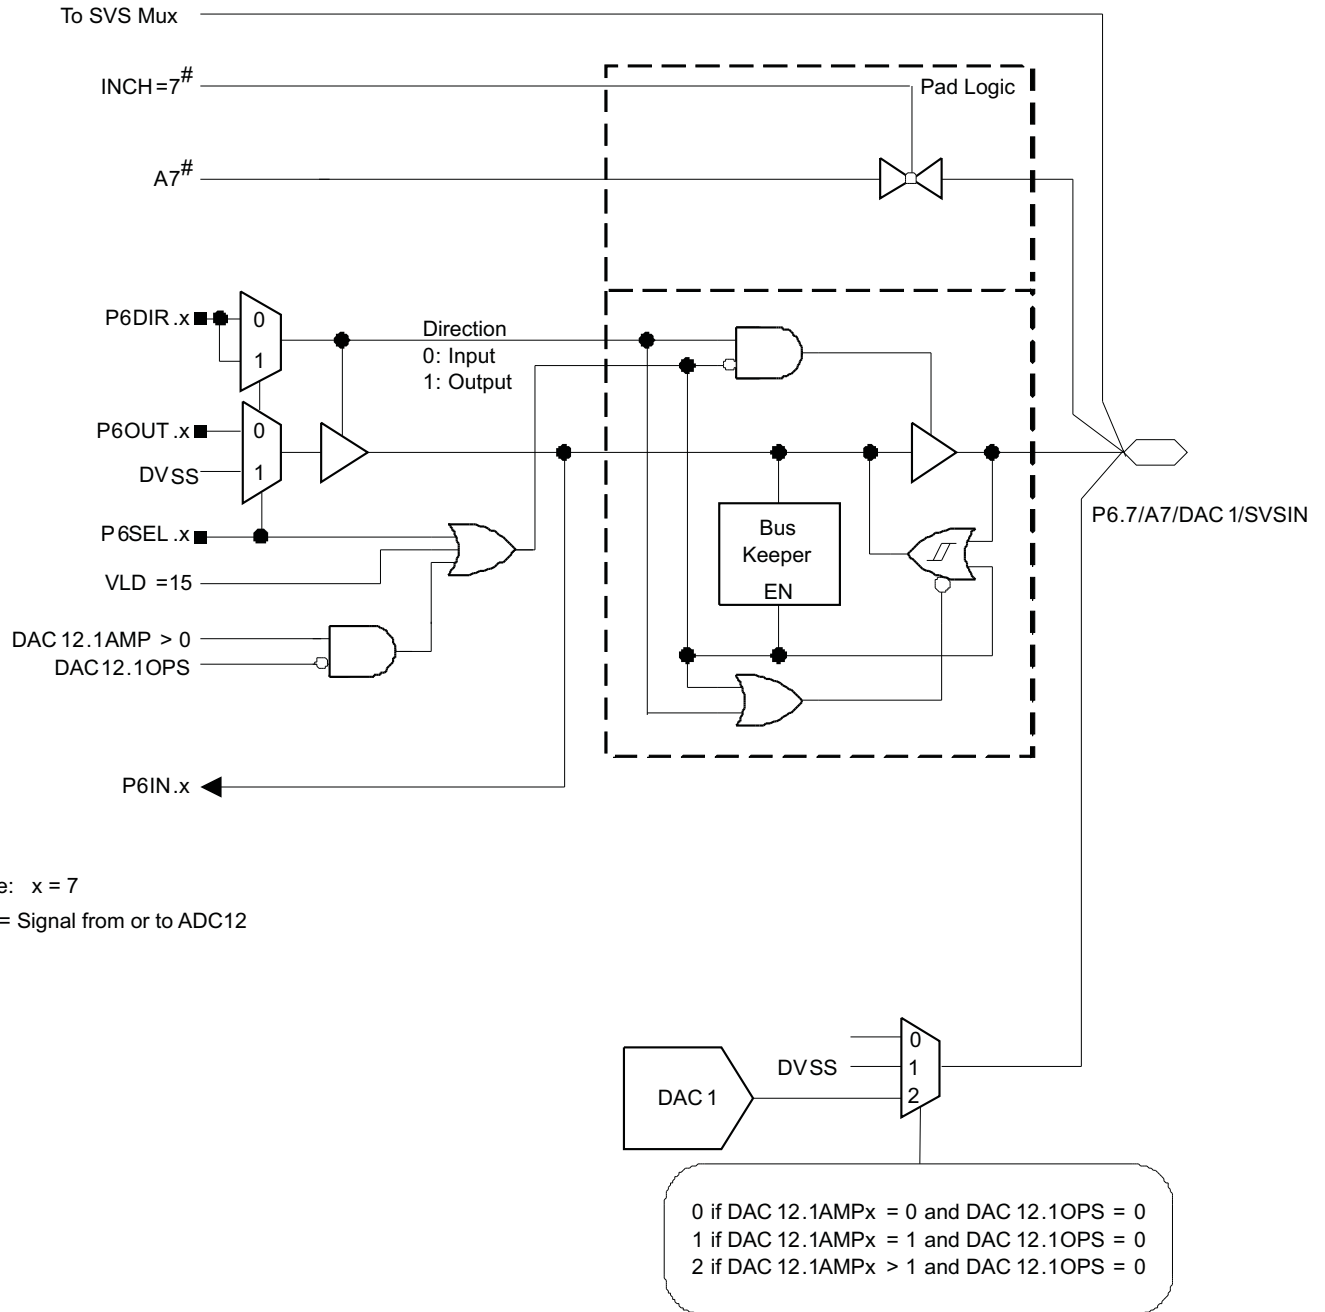 To SVS Mux
INCH=7#
Pad Logic
A7#
P6DIR.x
0
1
Direction
0: Input
1: Output
P6OUT.x
0
DVSS
1
P6SEL.x
VLD =15
DAC12.1AMP > 0
DAC12.1OPS
Bus
Keeper
EN
P6.7/A7/DAC1/SVSIN
P6IN.x
e: x = 7
= Signal from or to ADC12
0
DVSS
1
DAC1
2
0 if DAC12.1AMPx = 0 and DAC12.1OPS = 0
1 if DAC12.1AMPx = 1 and DAC12.1OPS = 0
2 if DAC12.1AMPx > 1 and DAC12.1OPS = 0